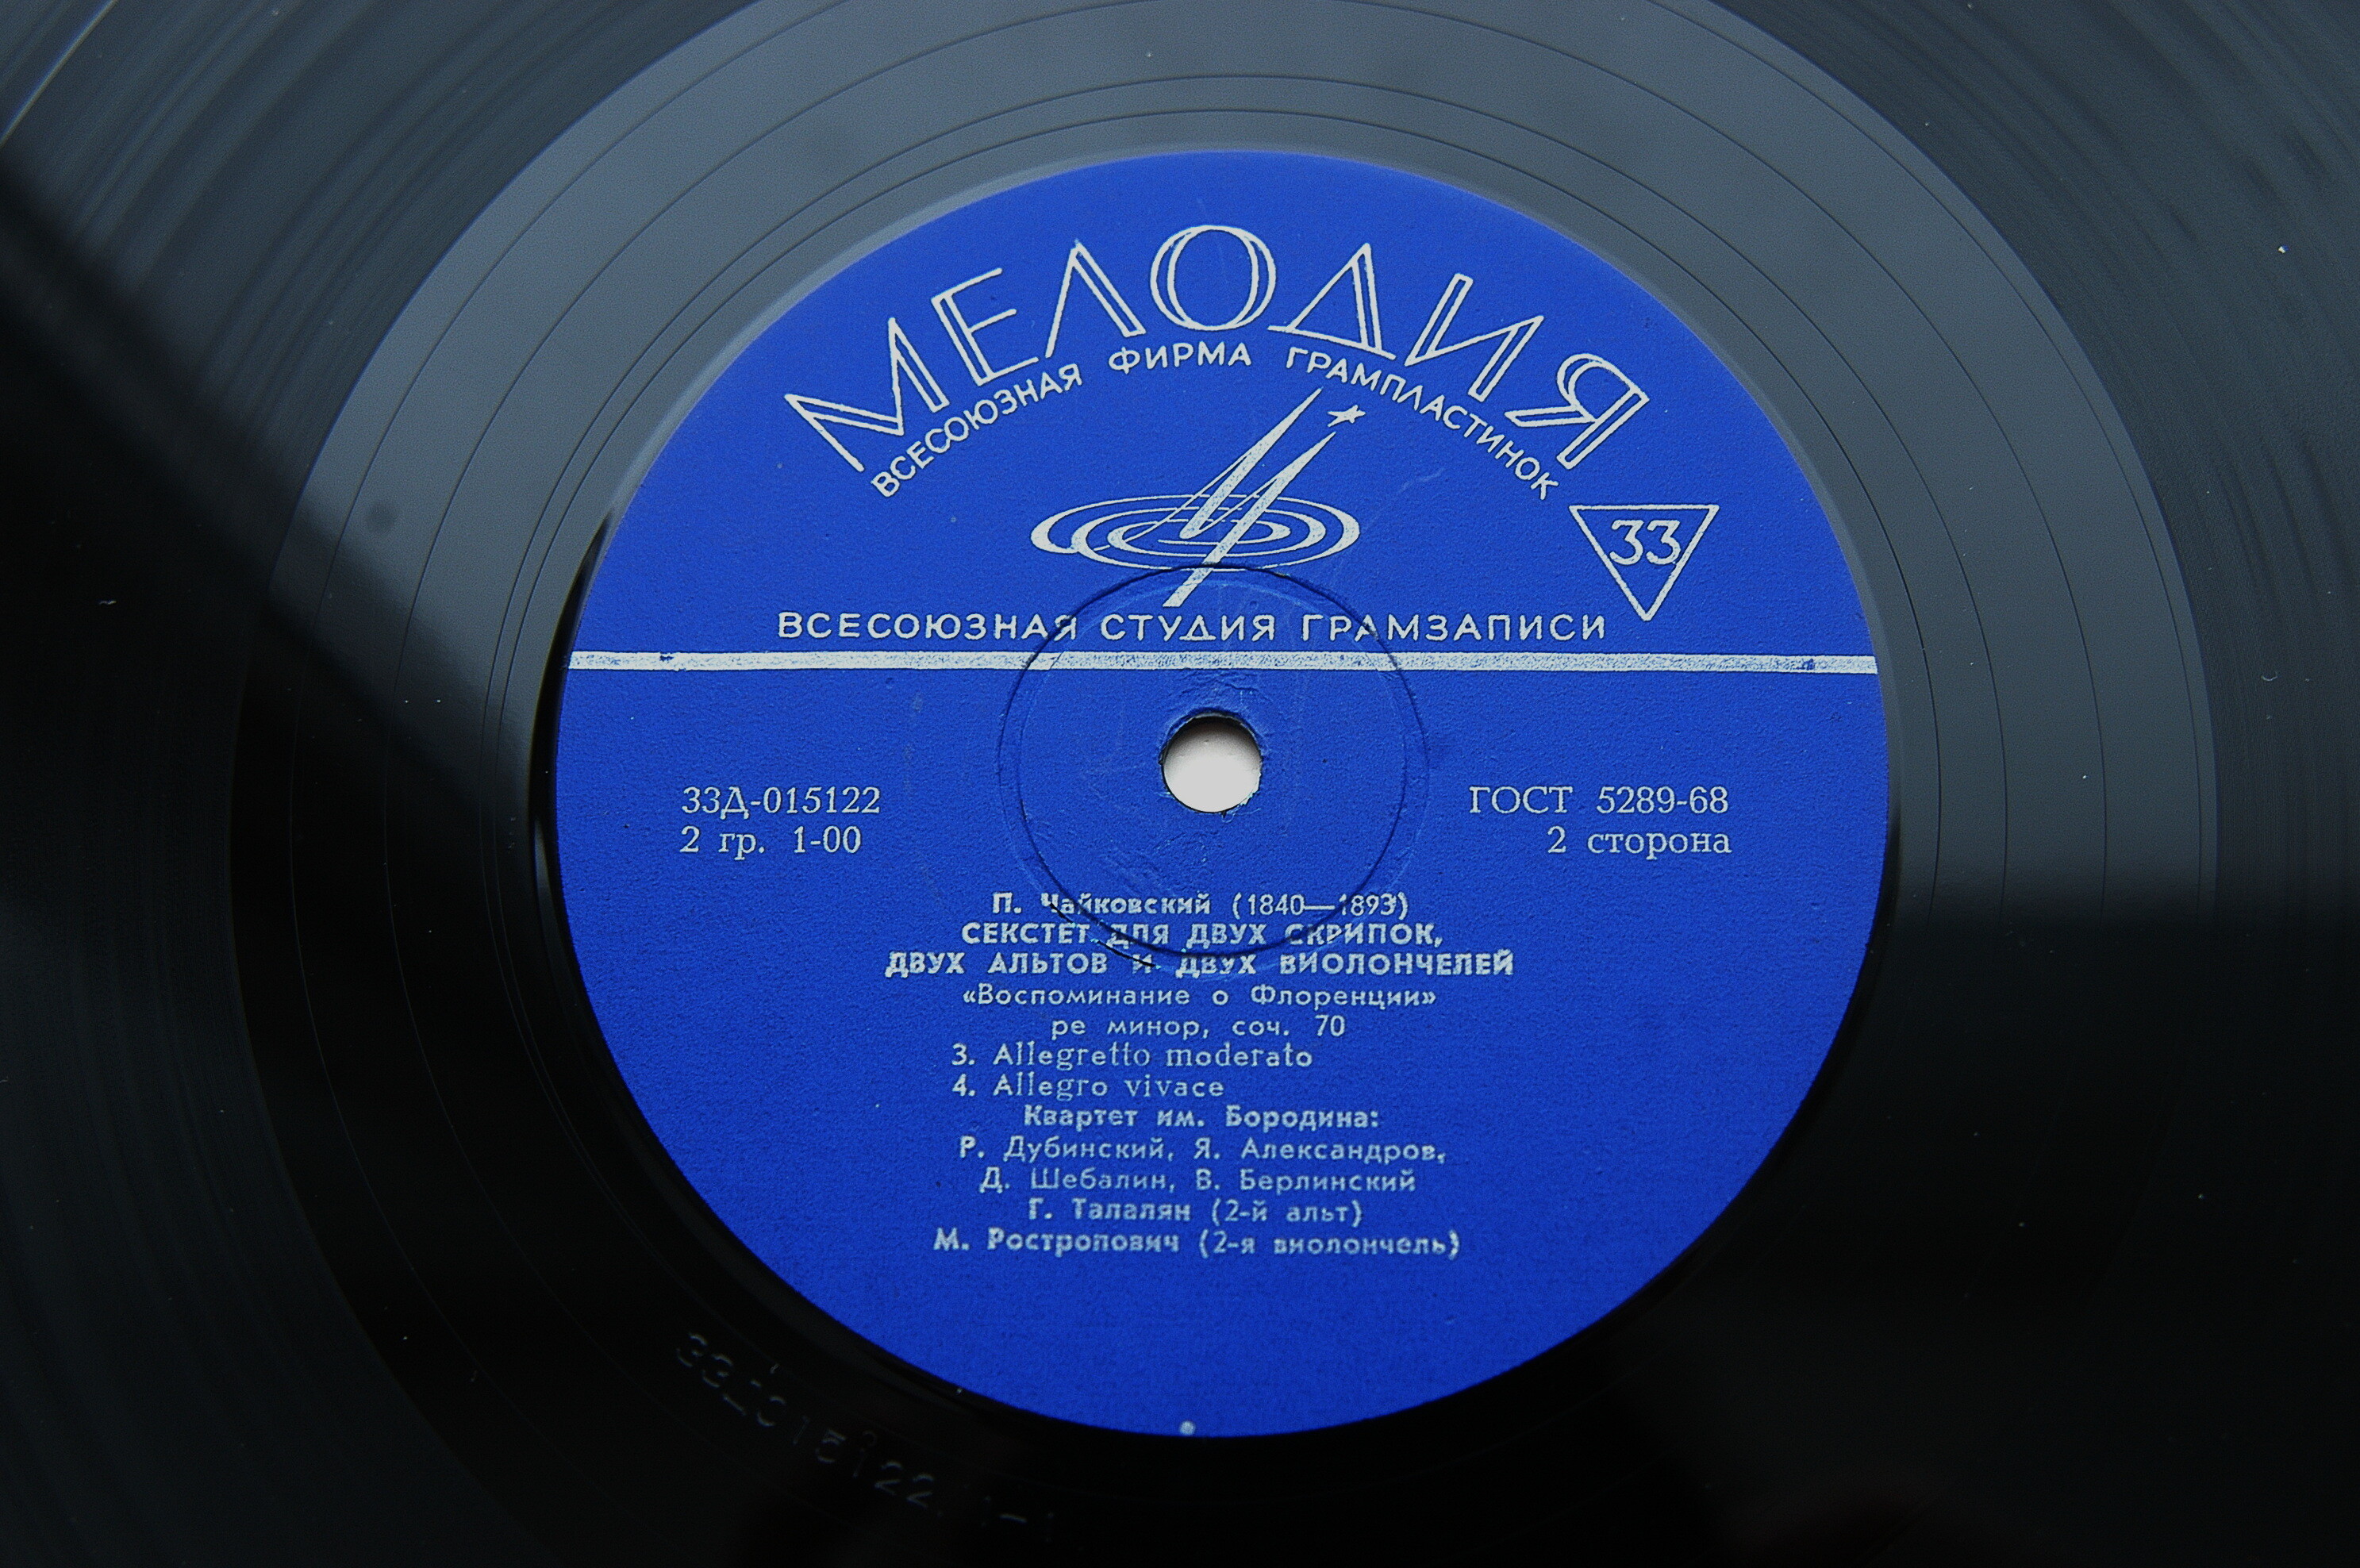 МЕЛОДИЯ
ВСЕСОЮЗНАЯ ФИРМА ГРАМПЛАСТИНОК
33
ВСЕСОЮЗНАЯ СТУДИЯ ГРАМЗАПИСИ
33Д-015122
2 гр. 1-00
ГОСТ 5289-68
2 сторона
П. Чайковский (1840—1893)
СЕКСТЕТ ДЛЯ ДВУХ СКРИПОК,
ДВУХ АЛЬТОВ И ДВУХ ВИОЛОНЧЕЛЕЙ
«Воспоминание о Флоренции»
ре минор, соч. 70
3. Allegretto moderato
4. Allegro vivace
Квартет им. Бородина:
Р. Дубинский, Я. Александров,
Д. Шебалин, В. Берлинский
Г. Талалян (2-й альт)
М. Ростропович (2-я виолончель)